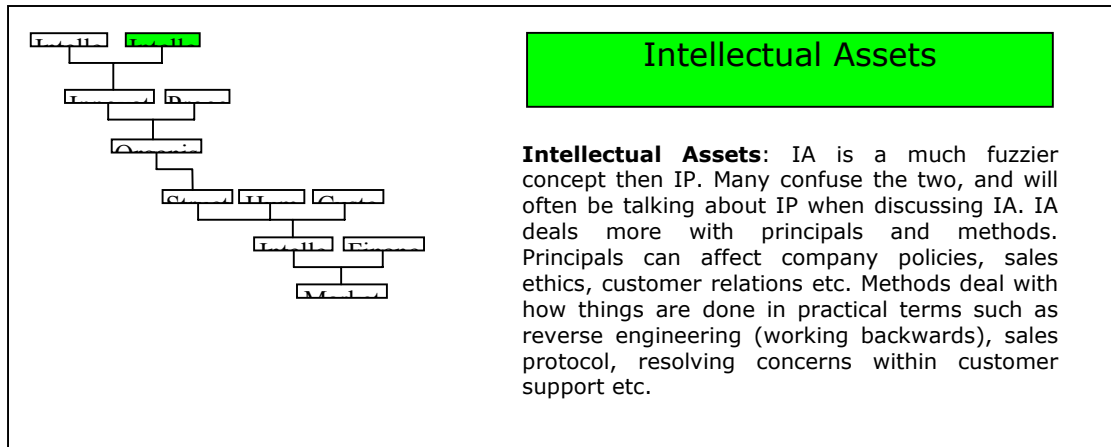 Intellectual Assets
Intellectual Assets: IA is a much fuzzier
concept then IP. Many confuse the two, and will
often be talking about IP when discussing IA. IA
deals more with principals and methods.
Principals can affect company policies, sales
ethics, customer relations etc. Methods deal with
how things are done in practical terms such as
reverse engineering (working backwards), sales
protocol, resolving concerns within customer
support etc.